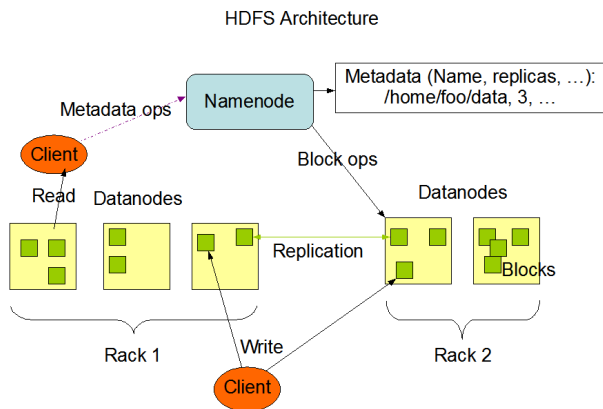 HDFS Architecture
Metadata (Name, replicas, …):
/home/foo/data, 3, …
Namenode
Metadata ops
Client
Block ops
Read
Datanodes
Datanodes
Replication
Blocks
Rack 1
Write
Rack 2
Client